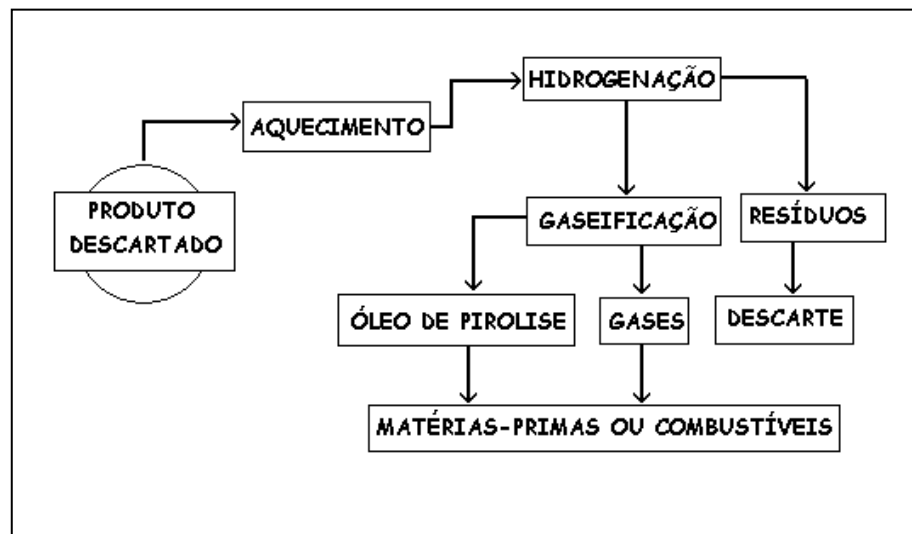 HIDROGENAÇÃO
AQUECIMENTO
PRODUTO
DESCARTADO
GASEIFICAÇÃO
RESÍDUOS
ÓLEO DE PIROLISE
GASES
DESCARTE
MATÉRIAS-PRIMAS OU COMBUSTÍVEIS